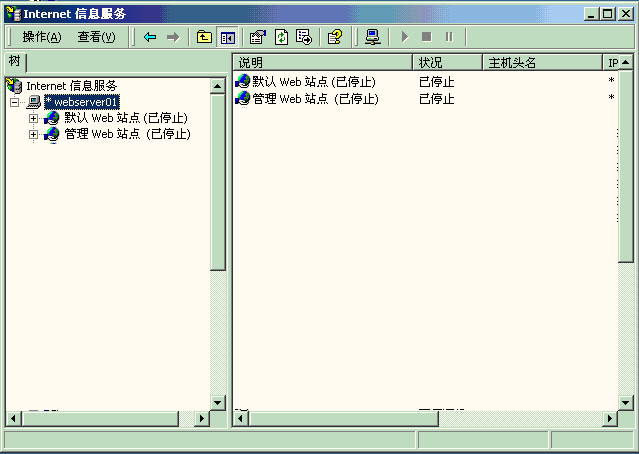 Internet 信息服务
操作(A) 查看(V)
树
Internet 信息服务
* webserver01
默认 Web 站点 (已停止)
管理 Web 站点 (已停止)
说明 状况 主机头名 IP
默认 Web 站点 (已停止) 已停止 *
管理 Web 站点 (已停止) 已停止 *